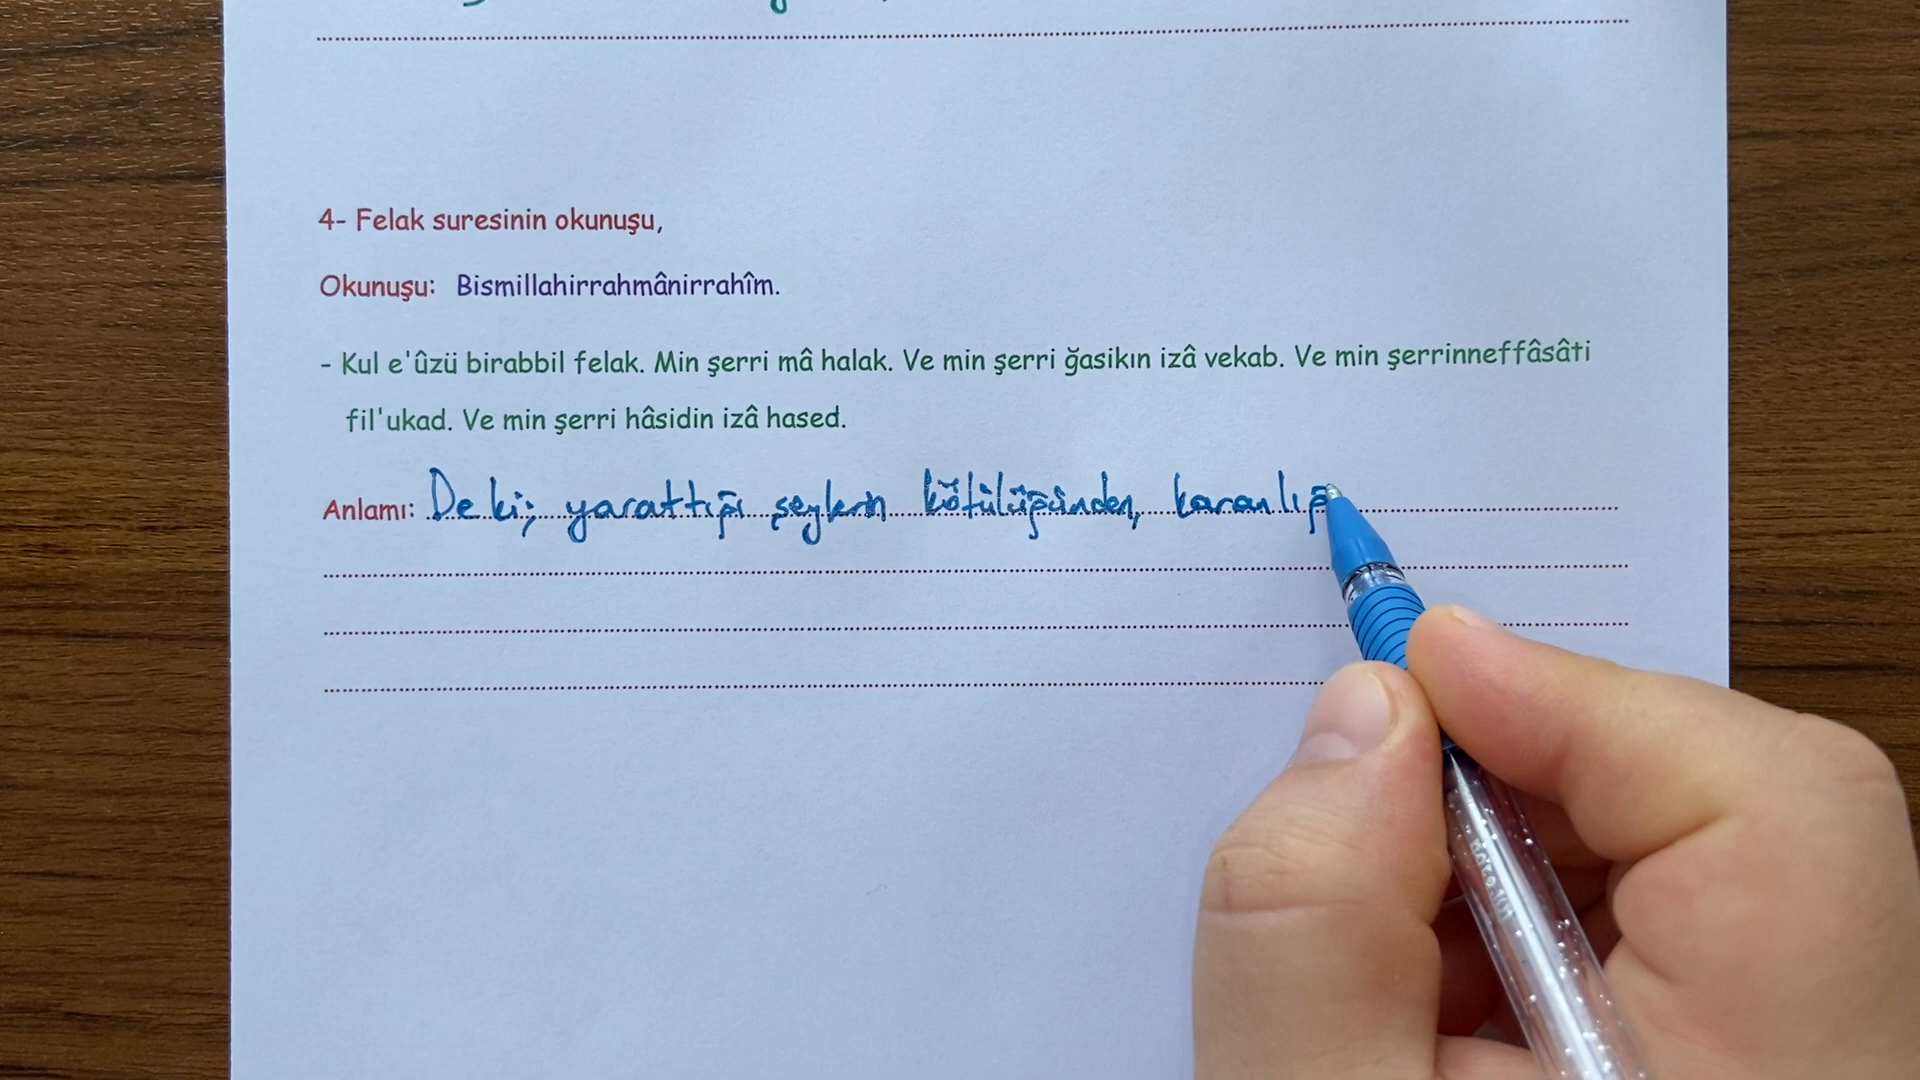 4- Felak suresinin okunuşu,
Okunuşu: Bismillahirrahmânirrahîm.
- Kul e'ûzü birabbil felak. Min şerri mâ halak. Ve min şerri ğasikın izâ vekab. Ve min şerrinneffâsâti
fil'ukad. Ve min şerri hâsidin izâ hased.
Anlamı: De ki; yarattığı şeylerin kötülüğünden, karanlığ